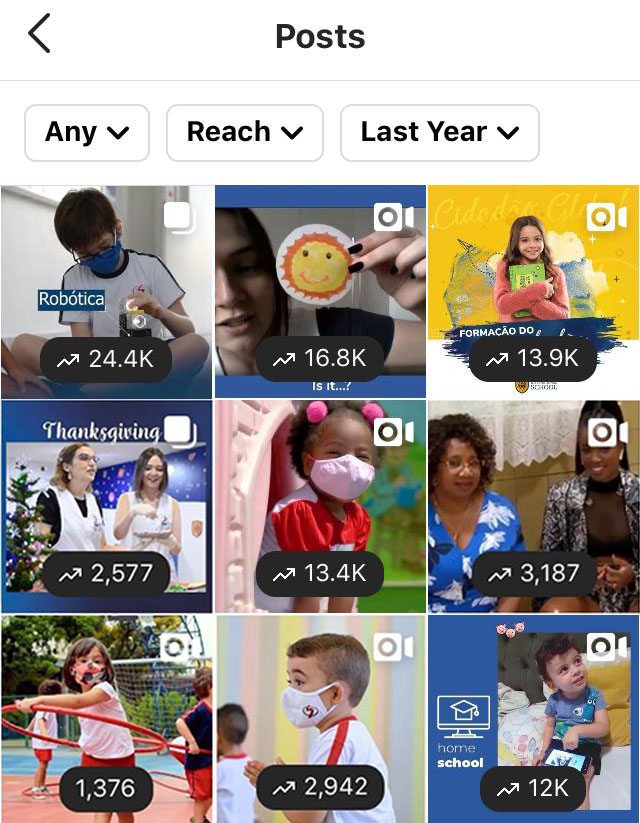 Posts
Any
Reach
Last Year
Robótica
24.4K
Is it...?
16.8K
Cidadão Global
FORMAÇÃO DO
13.9K
SCHOOL
Thanksgiving
2,577
13.4K
3,187
1,376
2,942
home
school
12K